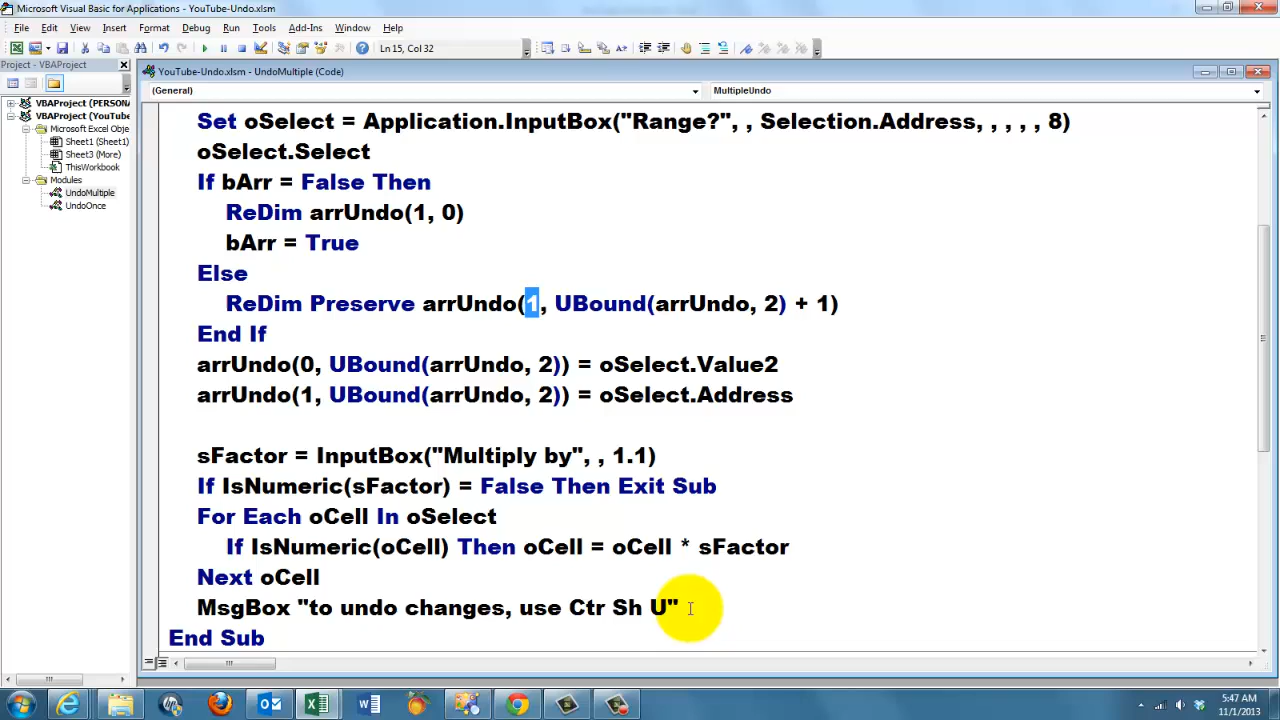 Microsoft Visual Basic for Applications - YouTube-Undo.xlsm
File Edit View Insert Format Debug Run Tools Add-Ins Window Help
Ln 15, Col 32
Project - VBAProject
YouTube-Undo.xlsm - UndoMultiple (Code)
(General) MultipleUndo
VBAProject (PERSONA
VBAProject (YouTube
Microsoft Excel Obje
Sheet1 (Sheet1)
Sheet3 (More)
ThisWorkbook
Modules
UndoMultiple
UndoOnce
Set oSelect = Application.InputBox("Range?", , Selection.Address, , , , , 8)
oSelect.Select
If bArr = False Then
ReDim arrUndo(1, 0)
bArr = True
Else
ReDim Preserve arrUndo(1, UBound(arrUndo, 2) + 1)
End If
arrUndo(0, UBound(arrUndo, 2)) = oSelect.Value2
arrUndo(1, UBound(arrUndo, 2)) = oSelect.Address
sFactor = InputBox("Multiply by", , 1.1)
If IsNumeric(sFactor) = False Then Exit Sub
For Each oCell In oSelect
If IsNumeric(oCell) Then oCell = oCell * sFactor
Next oCell
MsgBox "to undo changes, use Ctr Sh U"
End Sub
5:47 AM
11/1/2013